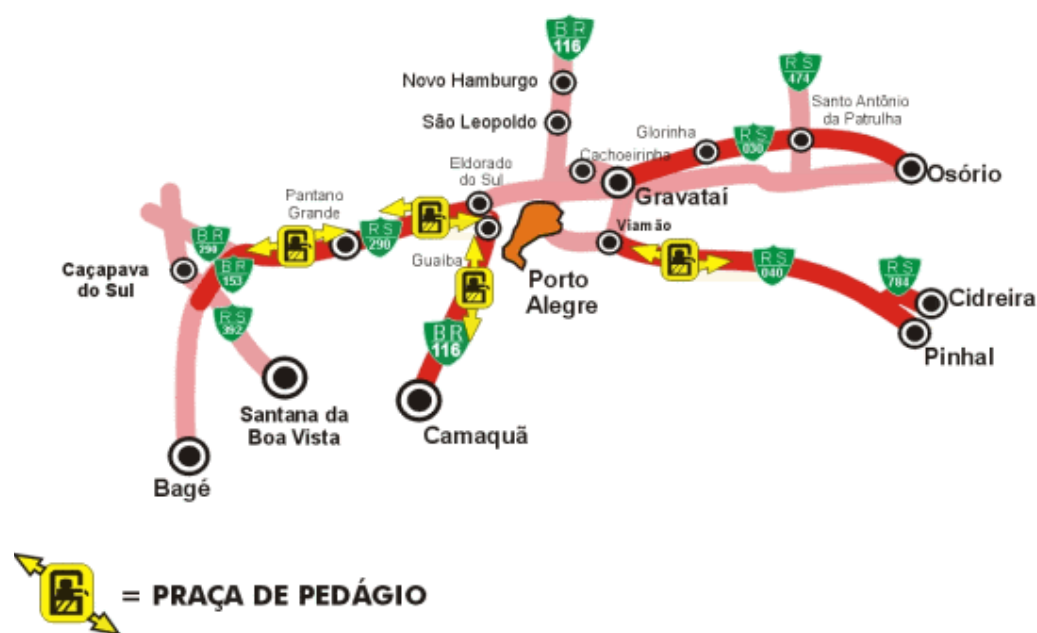 BR
116
Novo Hamburgo
São Leopoldo
RS
474
Santo Antônio
da Patrulha
Glorinha
RS
030
Cachoeirinha
Osório
Gravataí
Eldorado
do Sul
Pantano
Grande
RS
290
Viamão
BR
290
Guaiba
Caçapava
do Sul
BR
153
Porto
Alegre
RS
040
RS
784
Cidreira
RS
392
BR
116
Pinhal
Santana da
Boa Vista
Camaquã
Bagé
= PRAÇA DE PEDÁGIO